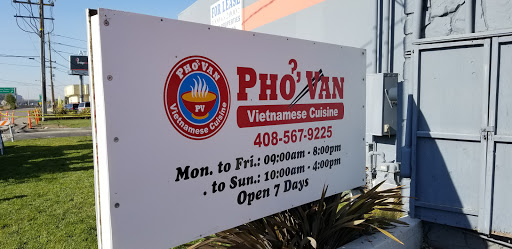 FOR LEASE
PHO' VAN
Vietnamese Cuisine
PV
PHỞ VAN
Vietnamese Cuisine
408-567-9225
Mon. to Fri.: 09:00am - 8:00pm
. to Sun.: 10:00am - 4:00pm
Open 7 Days